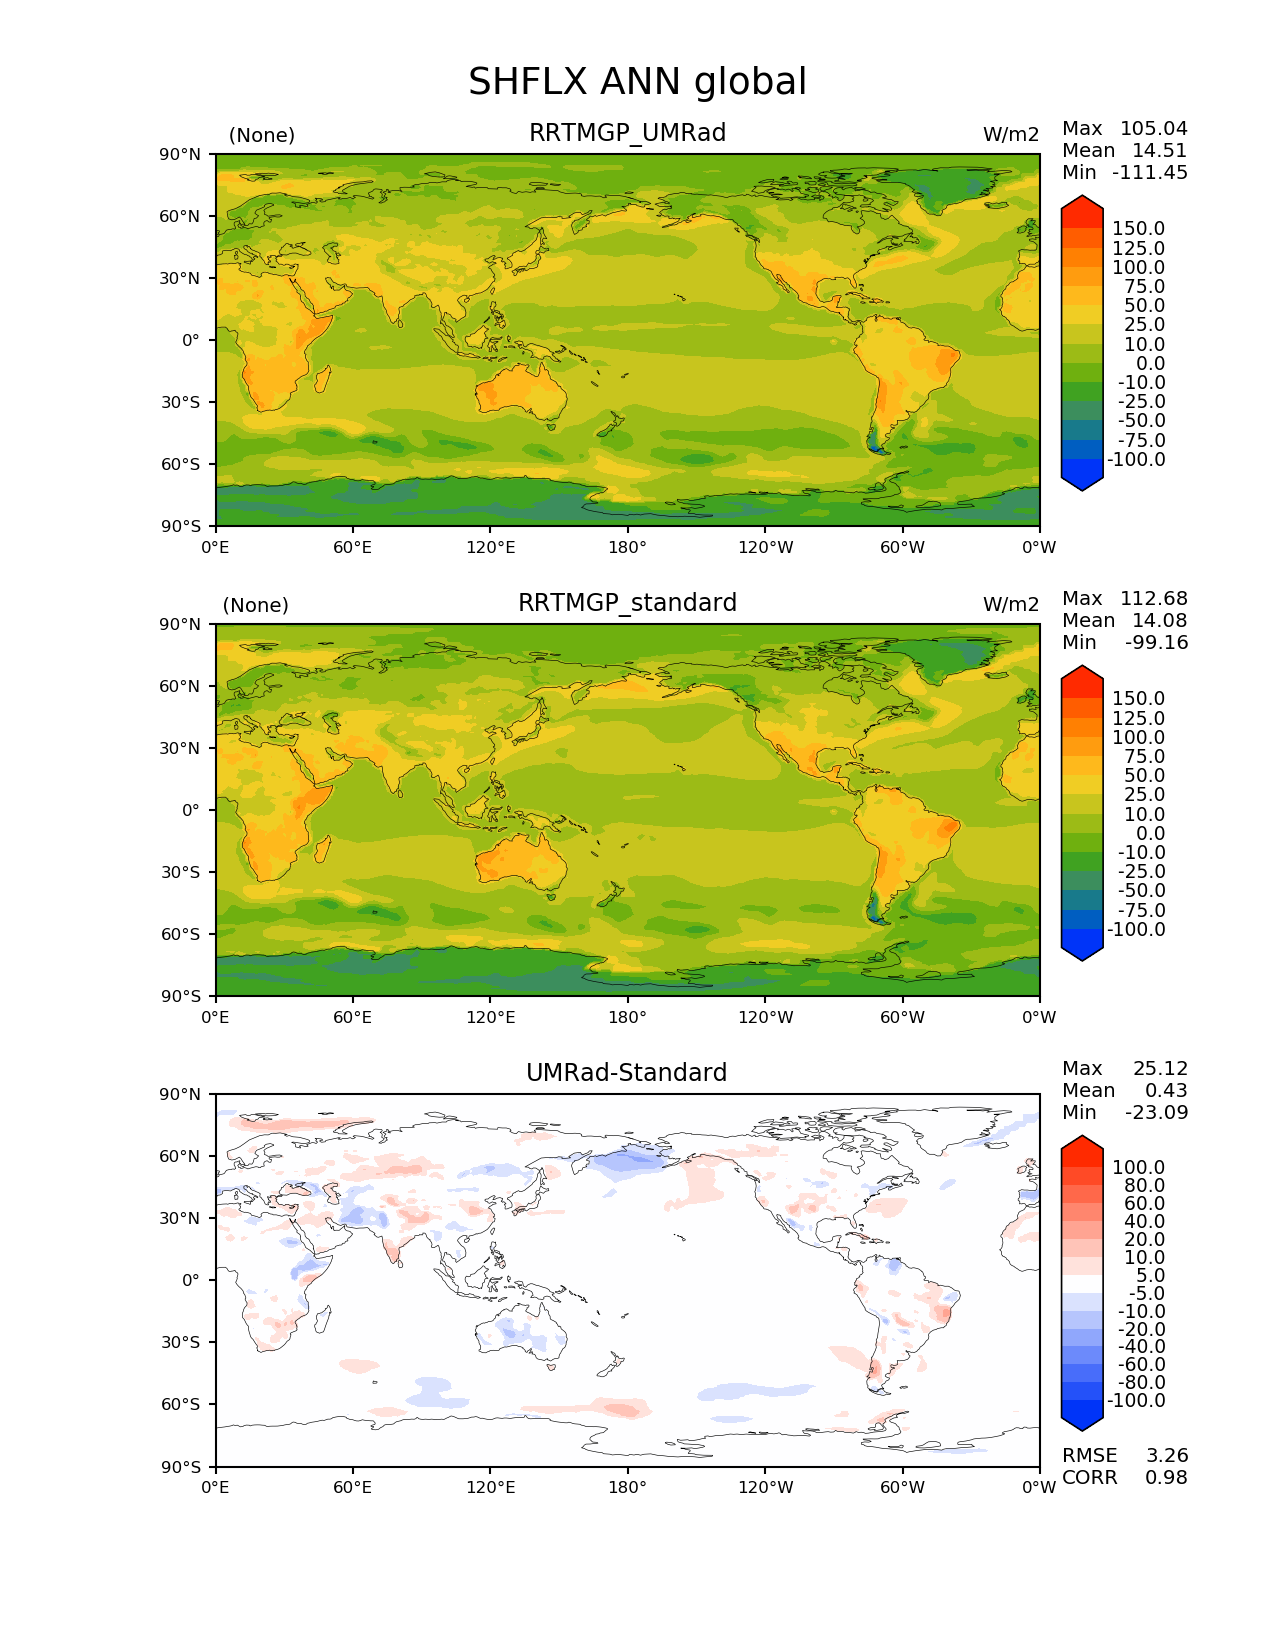 SHFLX ANN global
(None) RRTMGP_UMRad W/m2
Max 105.04
Mean 14.51
Min -111.45
90°N
60°N
30°N
0°
30°S
60°S
90°S
0°E 60°E 120°E 180° 120°W 60°W 0°W
150.0
125.0
100.0
75.0
50.0
25.0
10.0
0.0
-10.0
-25.0
-50.0
-75.0
-100.0
(None) RRTMGP_standard W/m2
Max 112.68
Mean 14.08
Min -99.16
90°N
60°N
30°N
0°
30°S
60°S
90°S
0°E 60°E 120°E 180° 120°W 60°W 0°W
150.0
125.0
100.0
75.0
50.0
25.0
10.0
0.0
-10.0
-25.0
-50.0
-75.0
-100.0
UMRad-Standard
Max 25.12
Mean 0.43
Min -23.09
90°N
60°N
30°N
0°
30°S
60°S
90°S
0°E 60°E 120°E 180° 120°W 60°W 0°W
100.0
80.0
60.0
40.0
20.0
10.0
5.0
-5.0
-10.0
-20.0
-40.0
-60.0
-80.0
-100.0
RMSE 3.26
CORR 0.98